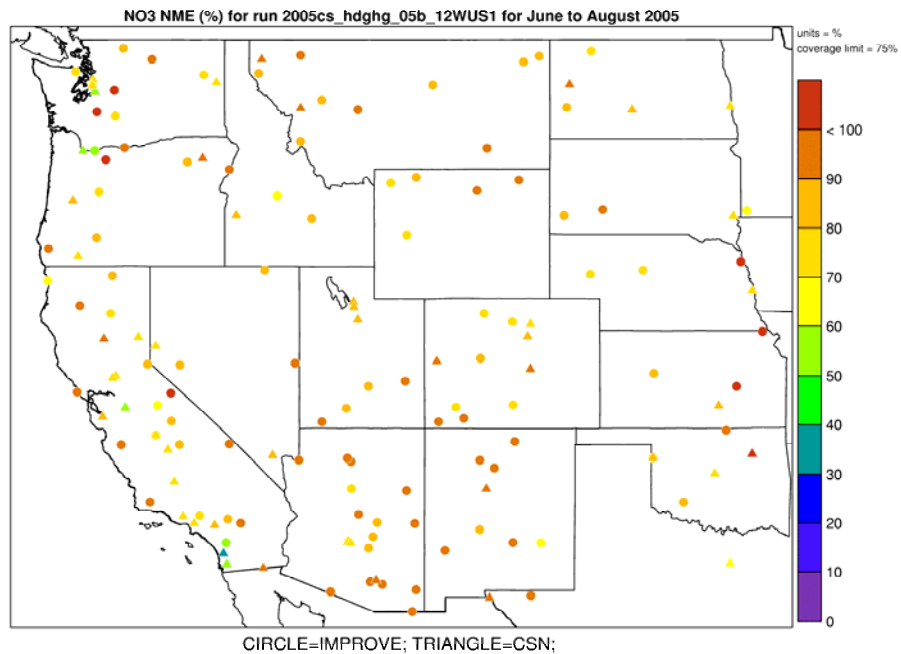 NO3 NME (%) for run 2005cs_hdghg_05b_12WUS1 for June to August 2005
units = %
coverage limit = 75%
< 100
90
80
70
60
50
40
30
20
10
0
CIRCLE=IMPROVE; TRIANGLE=CSN;